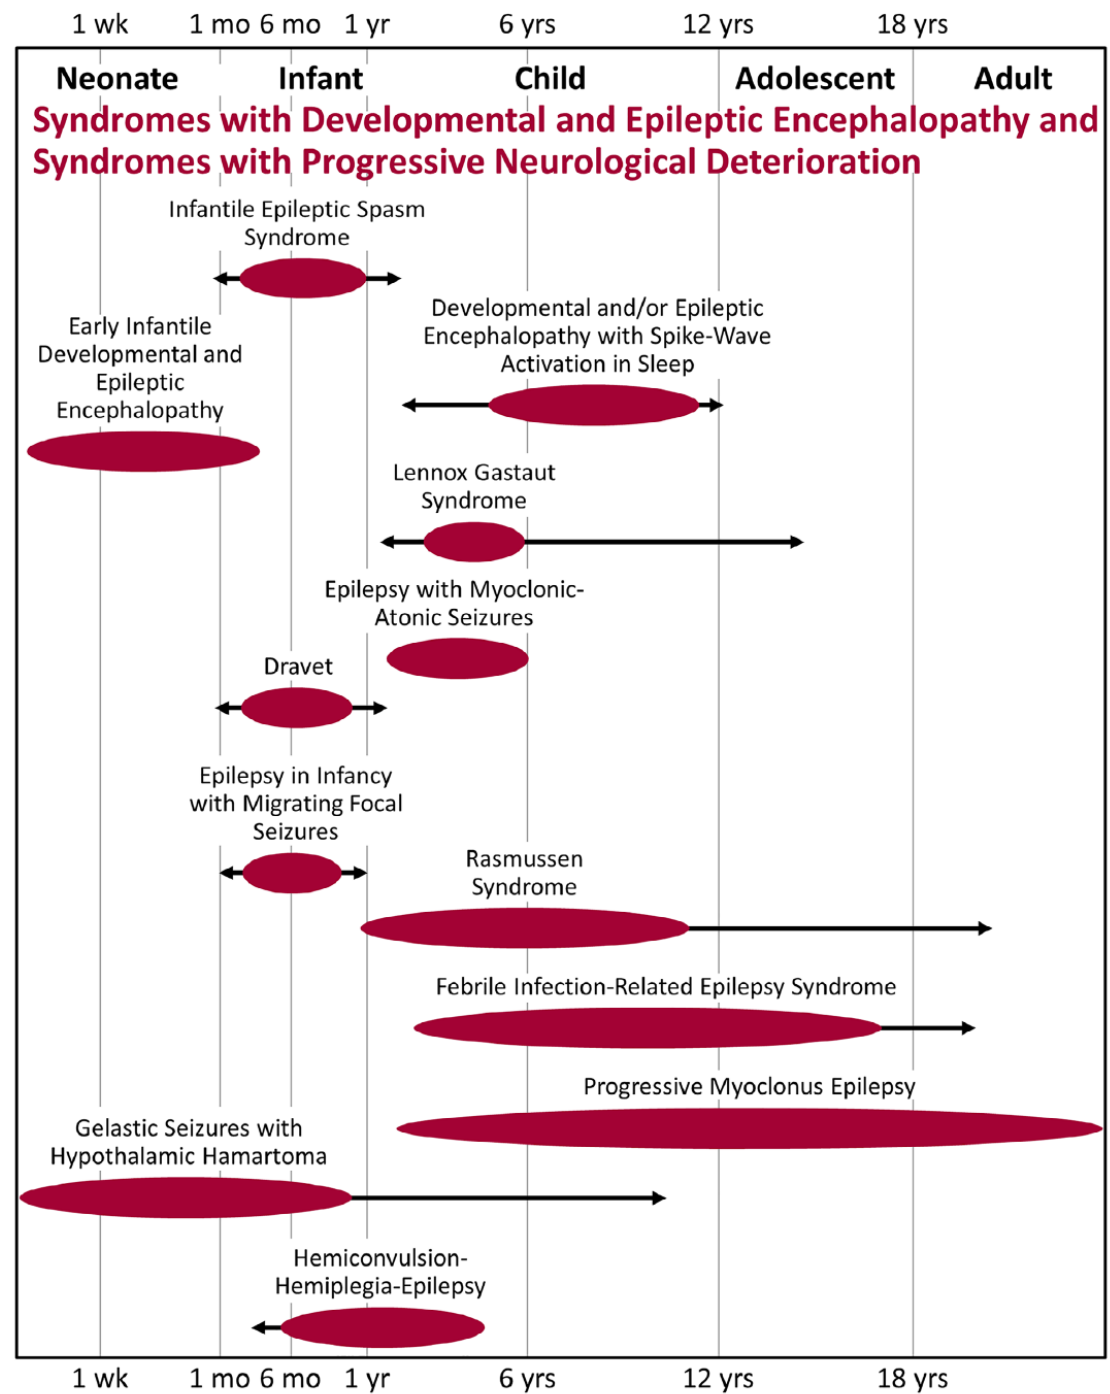 1 wk 1 mo 6 mo 1 yr 6 yrs 12 yrs 18 yrs
Neonate Infant Child Adolescent Adult
Syndromes with Developmental and Epileptic Encephalopathy and
Syndromes with Progressive Neurological Deterioration
Infantile Epileptic Spasm
Syndrome
Developmental and/or Epileptic
Encephalopathy with Spike-Wave
Activation in Sleep
Early Infantile
Developmental and
Epileptic
Encephalopathy
Lennox Gastaut
Syndrome
Epilepsy with Myoclonic-
Atonic Seizures
Dravet
Epilepsy in Infancy
with Migrating Focal
Seizures
Rasmussen
Syndrome
Febrile Infection-Related Epilepsy Syndrome
Progressive Myoclonus Epilepsy
Gelastic Seizures with
Hypothalamic Hamartoma
Hemiconvulsion-
Hemiplegia-Epilepsy
1 wk 1 mo 6 mo 1 yr 6 yrs 12 yrs 18 yrs